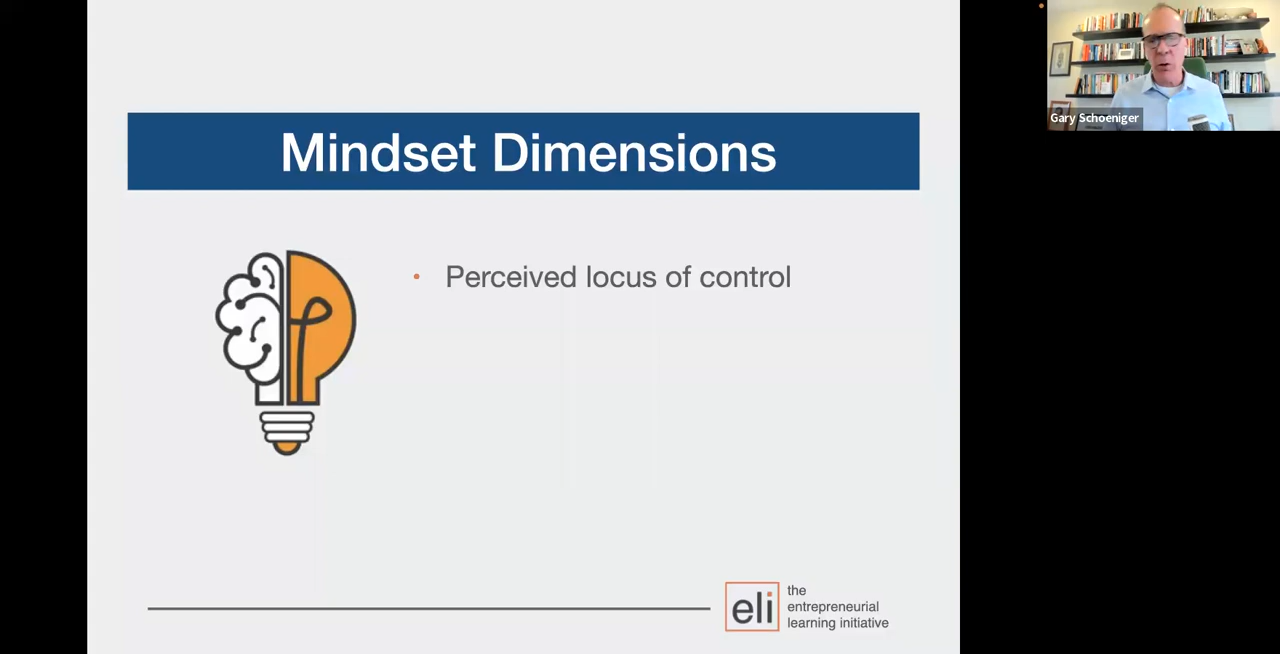 Mindset Dimensions
Gary Schoeniger
• Perceived locus of control
eli
the
entrepreneurial
learning initiative